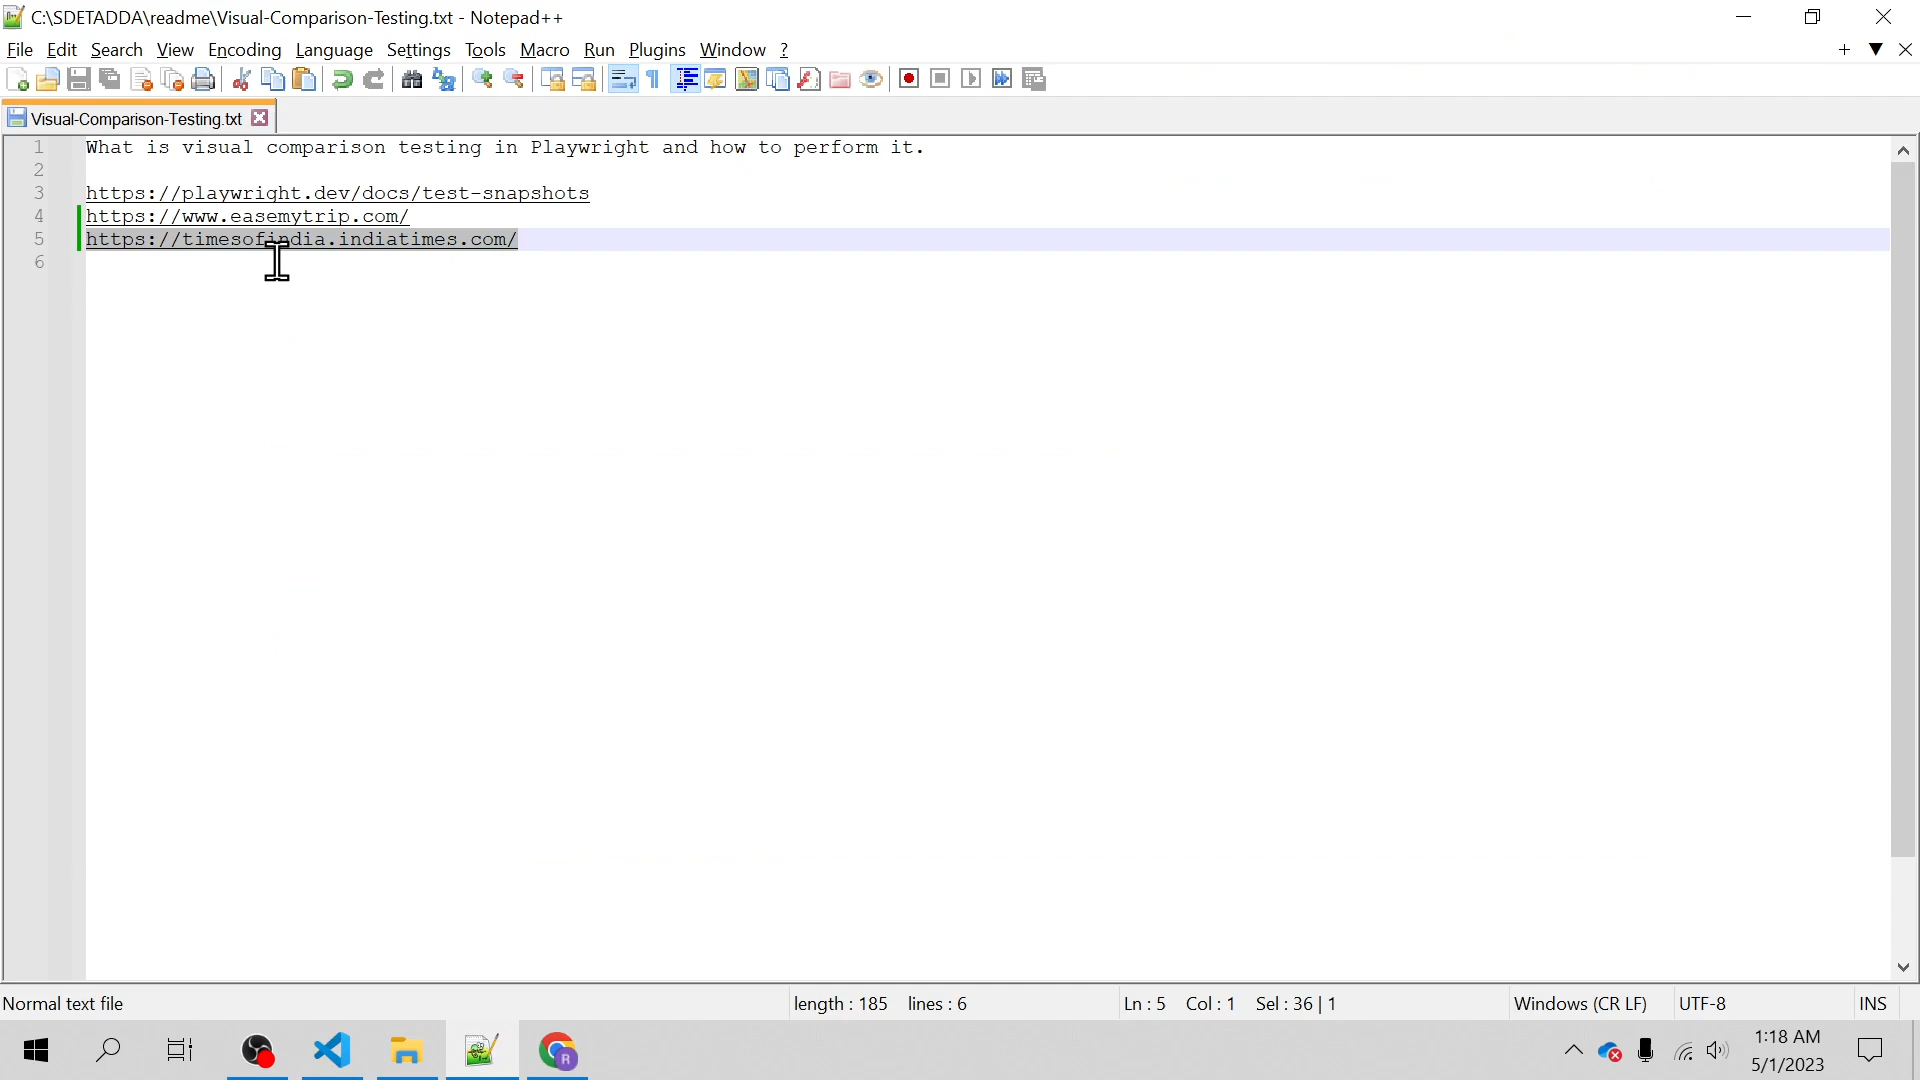 C:\SDETADDA\readme\Visual-Comparison-Testing.txt - Notepad++
File Edit Search View Encoding Language Settings Tools Macro Run Plugins Window ?
Visual-Comparison-Testing.txt
1 What is visual comparison testing in Playwright and how to perform it.
2
3 https://playwright.dev/docs/test-snapshots
4 https://www.easemytrip.com/
5 https://timesofindia.indiatimes.com/
6
Normal text file length : 185 lines : 6 Ln : 5 Col : 1 Sel : 36 | 1 Windows (CR LF) UTF-8 INS
R
1:18 AM
5/1/2023